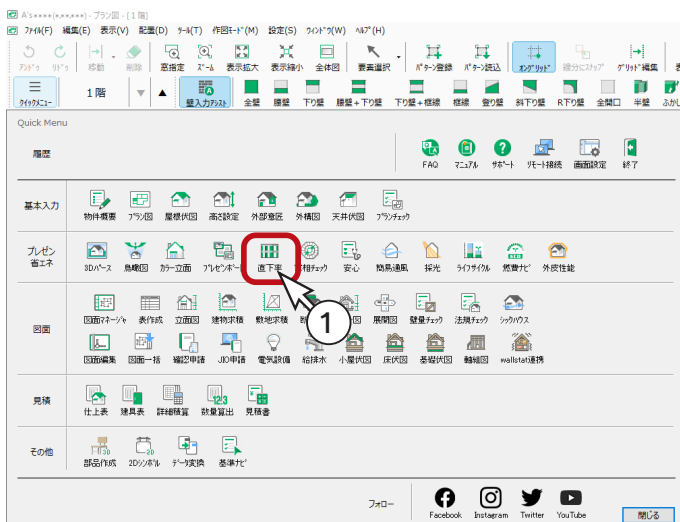 A's****(*,**,***) - プラン図 - [1 階]
ファイル(F) 編集(E) 表示(V) 配置(D) ツール(T) 作図モード(M) 設定(S) ウインドウ(W) ヘルプ(H)
アンドゥ リドゥ 移動 削除 窓指定 ズーム 表示拡大 表示縮小 全体図 要素選択 パターン登録 パターン読込 オングリッド 線分にスナップ グリッド編集
クイックメニュー 1 階 壁入力アシスト 全壁 腰壁 下り壁 腰壁+下り壁 下り壁+框線 框線 登り壁 斜下り壁 R下り壁 全開口 半壁 ふかし
Quick Menu
履歴 FAQ マニュアル サポート リモート接続 画面設定 終了
基本入力 物件概要 プラン図 屋根伏図 高さ設定 外部意匠 外構図 天井伏図 プランチェック
プレゼン
省エネ
3Dパース 鳥瞰図 カラー立面 プレゼンボード 直下率 家相チェック 安心 簡易通風 採光 ライフサイクル 燃費ナビ 外皮性能
図面
図面マネージャ 表作成 立面図 建物求積 敷地求積 展開図 壁量チェック 法規チェック シックハウス
図面編集 図面一括 確認申請 JIO申請 電気設備 給排水 小屋伏図 床伏図 基礎伏図 軸組図 wallstat連携
1
見積 仕上表 建具表 詳細積算 数量算出 見積書
その他 部品作成 2Dシンボル データ変換 基準ナビ
フォロー Facebook Instagram Twitter YouTube 閉じる